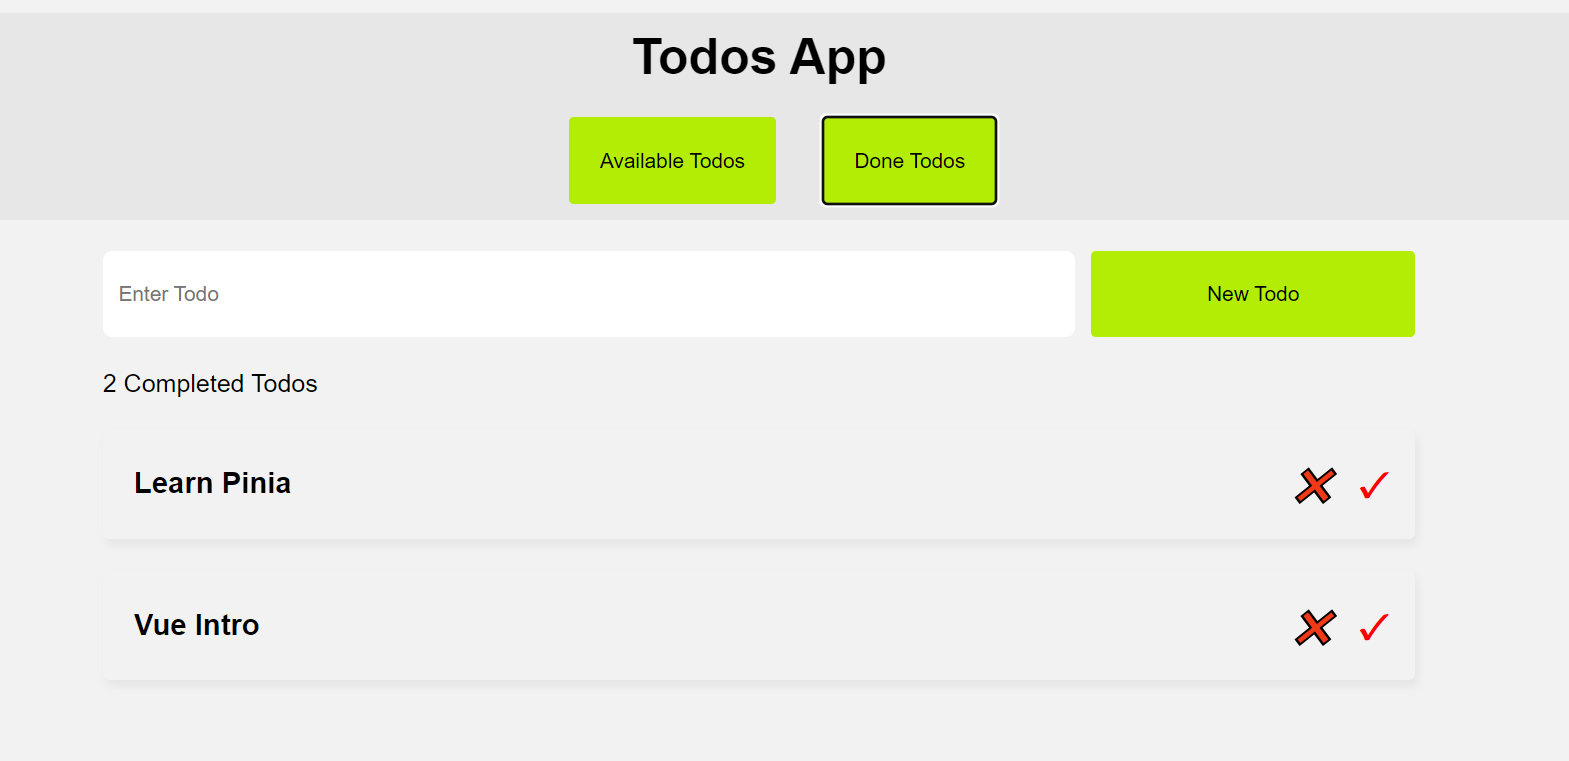 Todos App
Available Todos
Done Todos
Enter Todo
New Todo
2 Completed Todos
Learn Pinia
Vue Intro